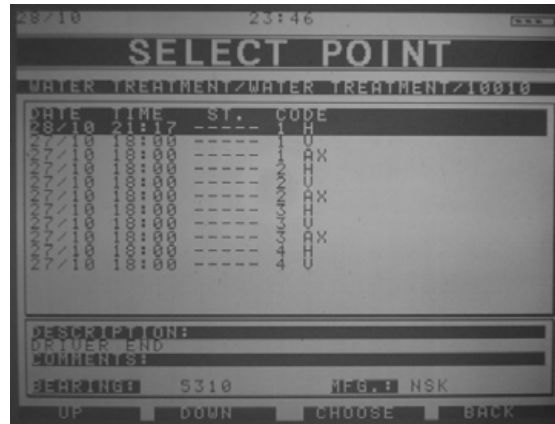 28/10 23:46
SELECT POINT
WATER TREATMENT/WATER TREATMENT/10010
DATE TIME ST. CODE
28/10 21:17 ----- 1 H
27/10 18:00 ----- 1 V
27/10 18:00 ----- 1 AX
27/10 18:00 ----- 2 H
27/10 18:00 ----- 2 V
27/10 18:00 ----- 2 AX
27/10 18:00 ----- 3 H
27/10 18:00 ----- 3 V
27/10 18:00 ----- 3 AX
27/10 18:00 ----- 4 H
27/10 18:00 ----- 4 V
DESCRIPTION:
DRIVER END
COMMENTS:
BEARING: 5310 MFG.: NSK
UP DOWN CHOOSE BACK